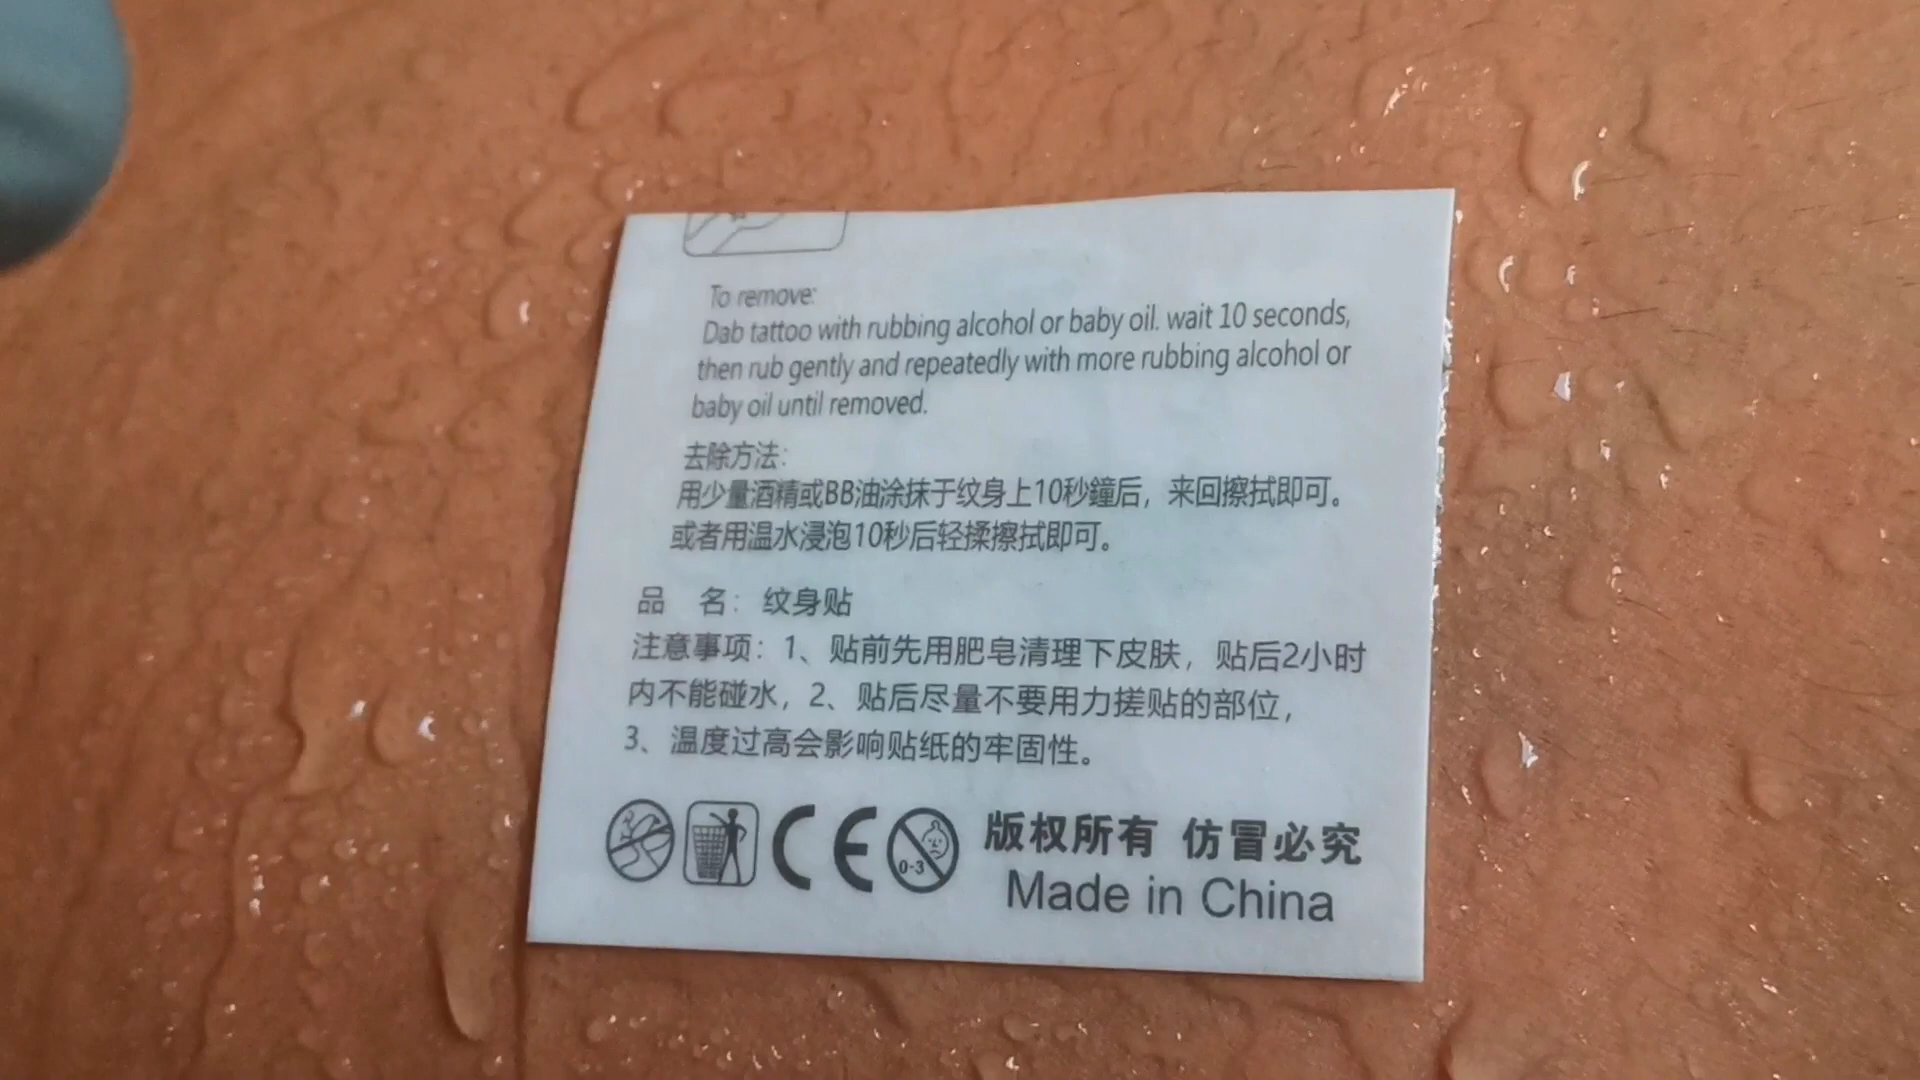 To remove:
Dab tattoo with rubbing alcohol or baby oil. wait 10 seconds,
then rub gently and repeatedly with more rubbing alcohol or
baby oil until removed.
去除方法:
用少量酒精或BB油涂抹于纹身上10秒鐘后，来回擦拭即可。
或者用温水浸泡10秒后轻揉擦拭即可。
品 名：纹身贴
注意事项：1、贴前先用肥皂清理下皮肤，贴后2小时
内不能碰水，2、贴后尽量不要用力搓贴的部位，
3、温度过高会影响贴纸的牢固性。
CE 0-3 版权所有 仿冒必究
Made in China